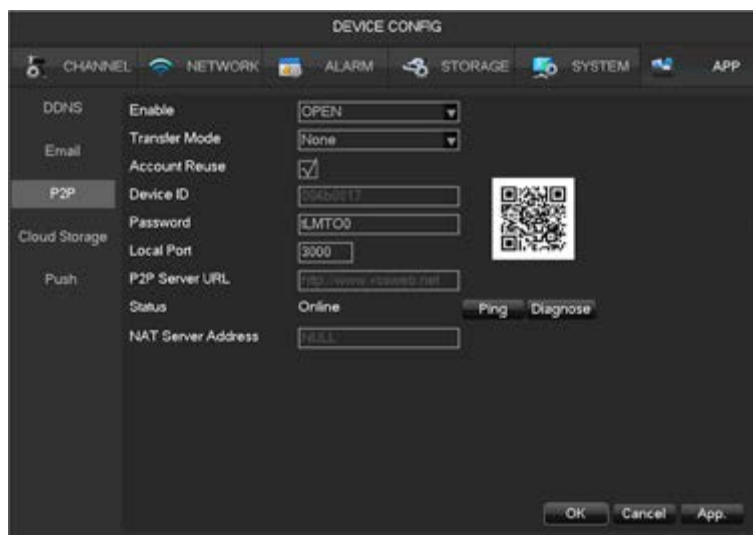 DEVICE CONFIG
CHANNEL NETWORK ALARM STORAGE SYSTEM APP
DDNS
Email
P2P
Cloud Storage
Push
Enable OPEN
Transfer Mode None
Account Reuse
Device ID
Password
Local Port 3000
P2P Server URL
Status Online Ping Diagnose
NAT Server Address NULL
OK Cancel App.